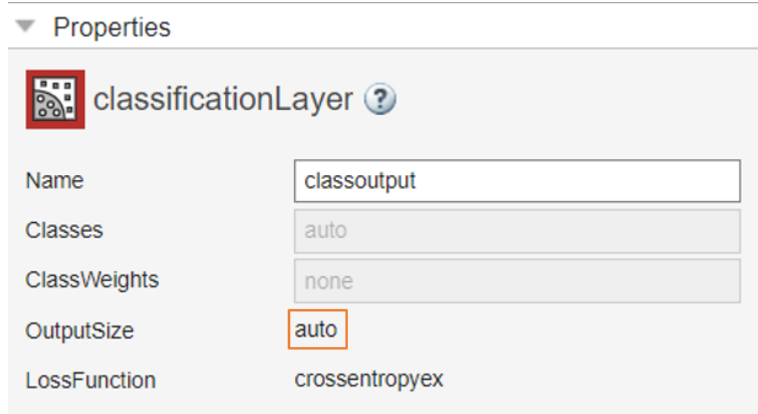 Properties
classificationLayer ?
Name classoutput
Classes auto
ClassWeights none
OutputSize auto
LossFunction crossentropyex